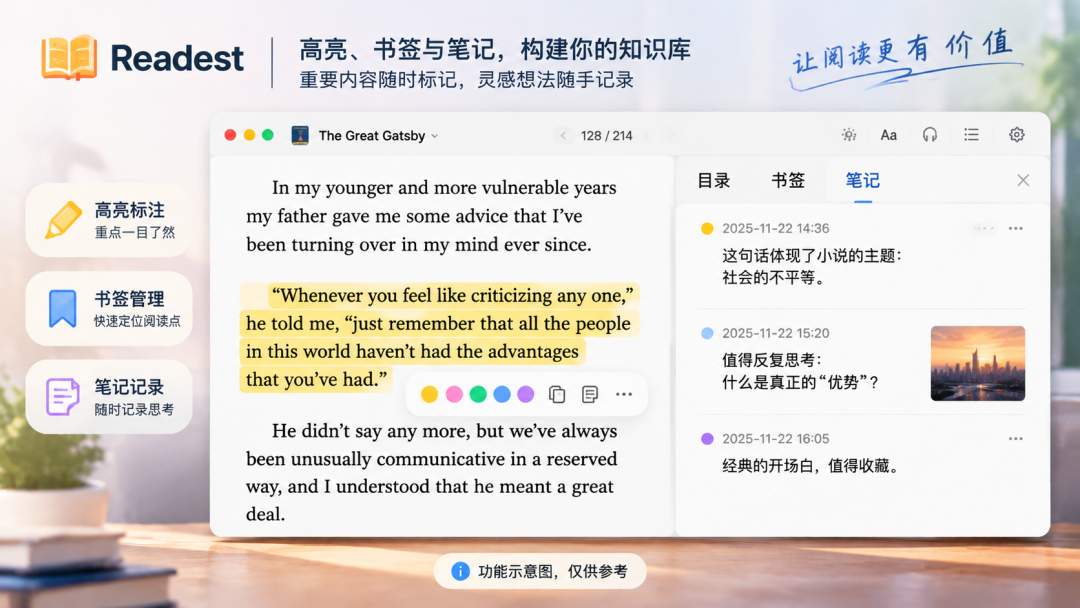 Readest
高亮、书签与笔记，构建你的知识库
重要内容随时标记，灵感想法随手记录
让阅读更有价值
The Great Gatsby
128 / 214
Aa
高亮标注
重点一目了然
书签管理
快速定位阅读点
笔记记录
随时记录思考
In my younger and more vulnerable years
my father gave me some advice that I’ve
been turning over in my mind ever since.
“Whenever you feel like criticizing any one,”
he told me, “just remember that all the people
in this world haven’t had the advantages
that you’ve had.”
He didn’t say any more, but we’ve always
been unusually communicative in a reserved
way, and I understood that he meant a great
deal.
目录 书签 笔记
2025-11-22 14:36
这句话体现了小说的主题：
社会的不平等。
2025-11-22 15:20
值得反复思考：
什么是真正的“优势”？
2025-11-22 16:05
经典的开场白，值得收藏。
功能示意图，仅供参考